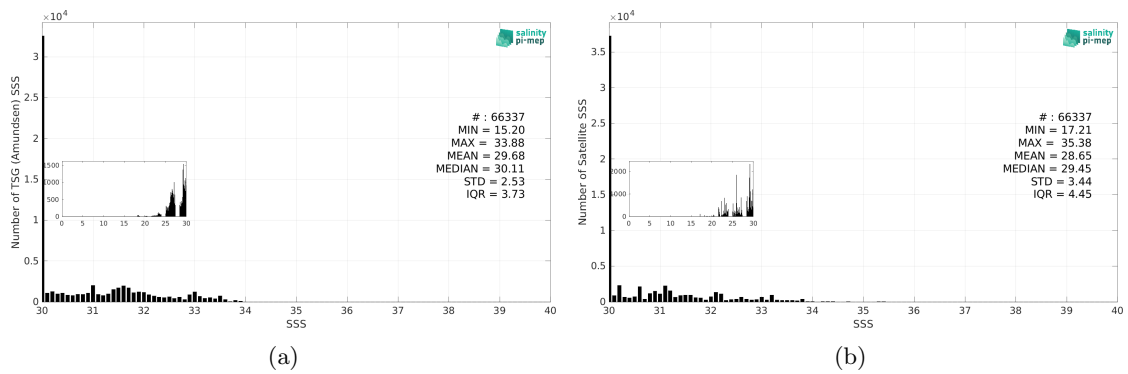 ×10⁴
salinity
pi-mep
3
2.5
2
1.5
1
0.5
0
Number of TSG (Amundsen) SSS
# : 66337
MIN = 15.20
MAX = 33.88
MEAN = 29.68
MEDIAN = 30.11
STD = 2.53
IQR = 3.73
1500
1000
500
0
0 5 10 15 20 25 30
30 31 32 33 34 35 36 37 38 39 40
SSS
(a)
×10⁴
salinity
pi-mep
3.5
3
2.5
2
1.5
1
0.5
0
Number of Satellite SSS
# : 66337
MIN = 17.21
MAX = 35.38
MEAN = 28.65
MEDIAN = 29.45
STD = 3.44
IQR = 4.45
2000
1000
0
0 5 10 15 20 25 30
30 31 32 33 34 35 36 37 38 39 40
SSS
(b)